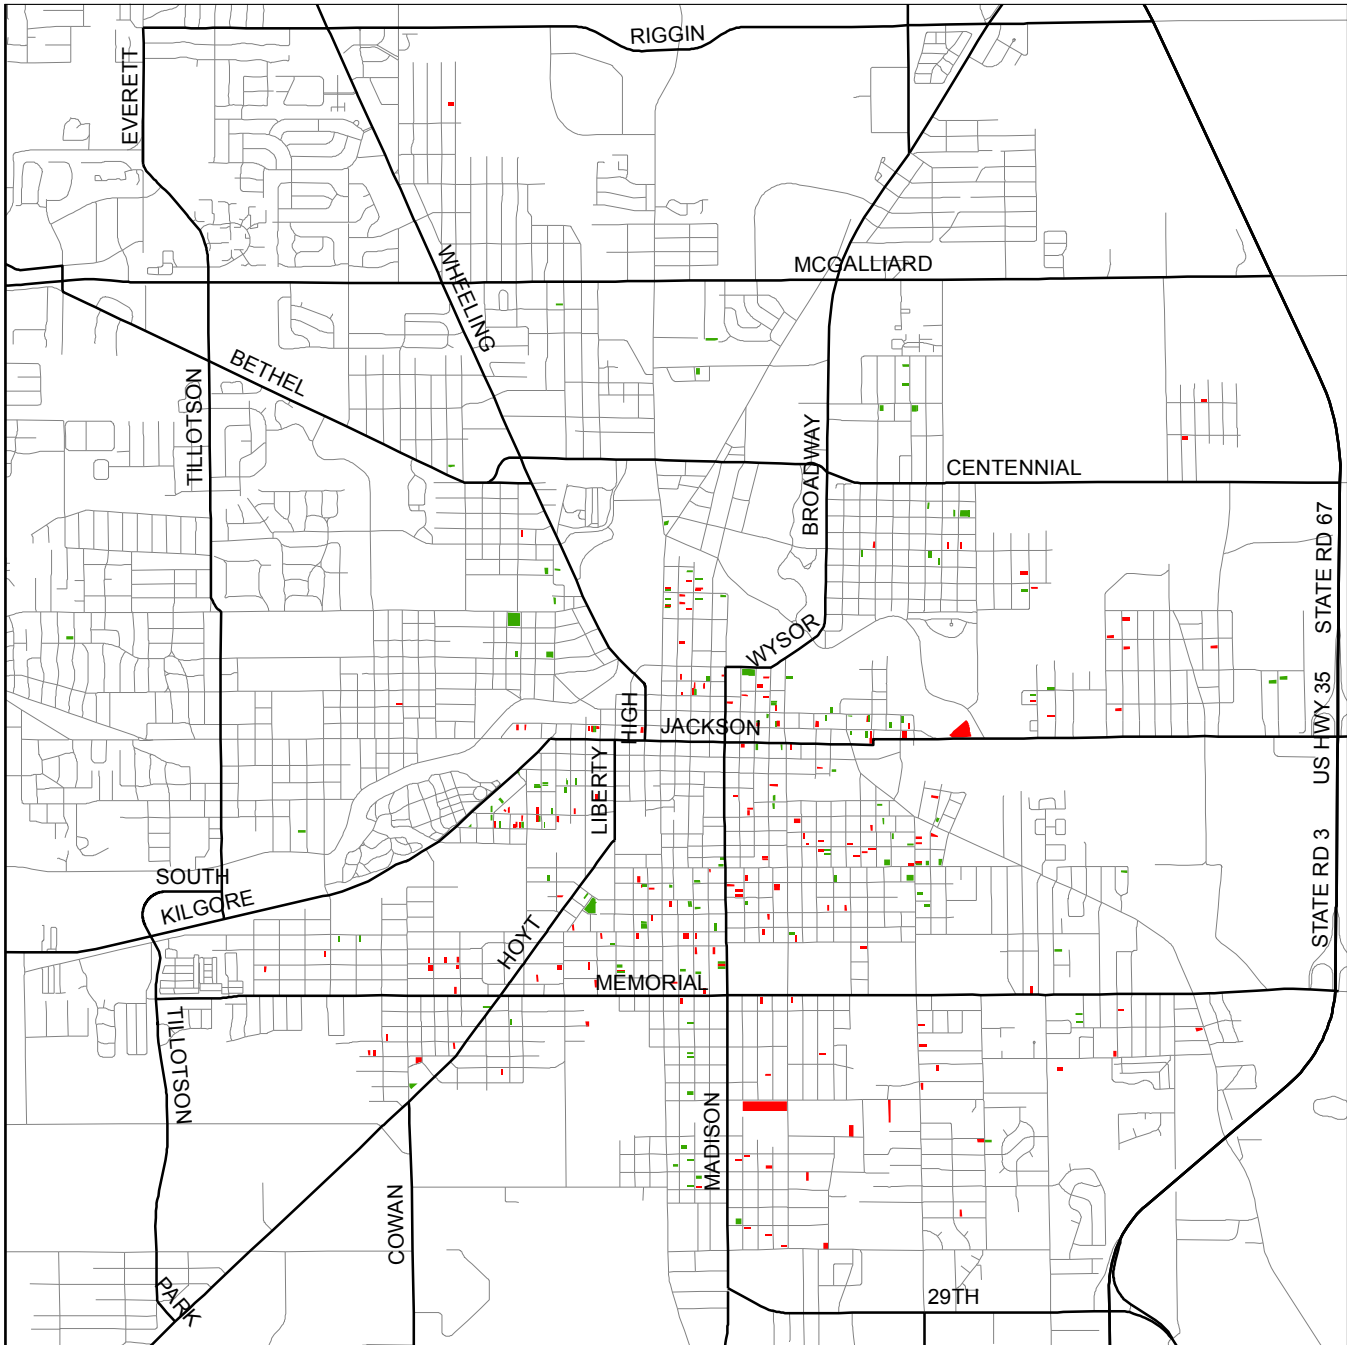 RIGGIN
EVERETT
MCGALLIARD
WHEELING
BETHEL
TILLOTSON
BROADWAY
CENTENNIAL
STATE RD 67
WYSOR
HIGH
JACKSON
US HWY 35
LIBERTY
STATE RD 3
SOUTH
KILGORE
HOYT
MEMORIAL
TILLOTSON
MADISON
COWAN
PARK
29TH